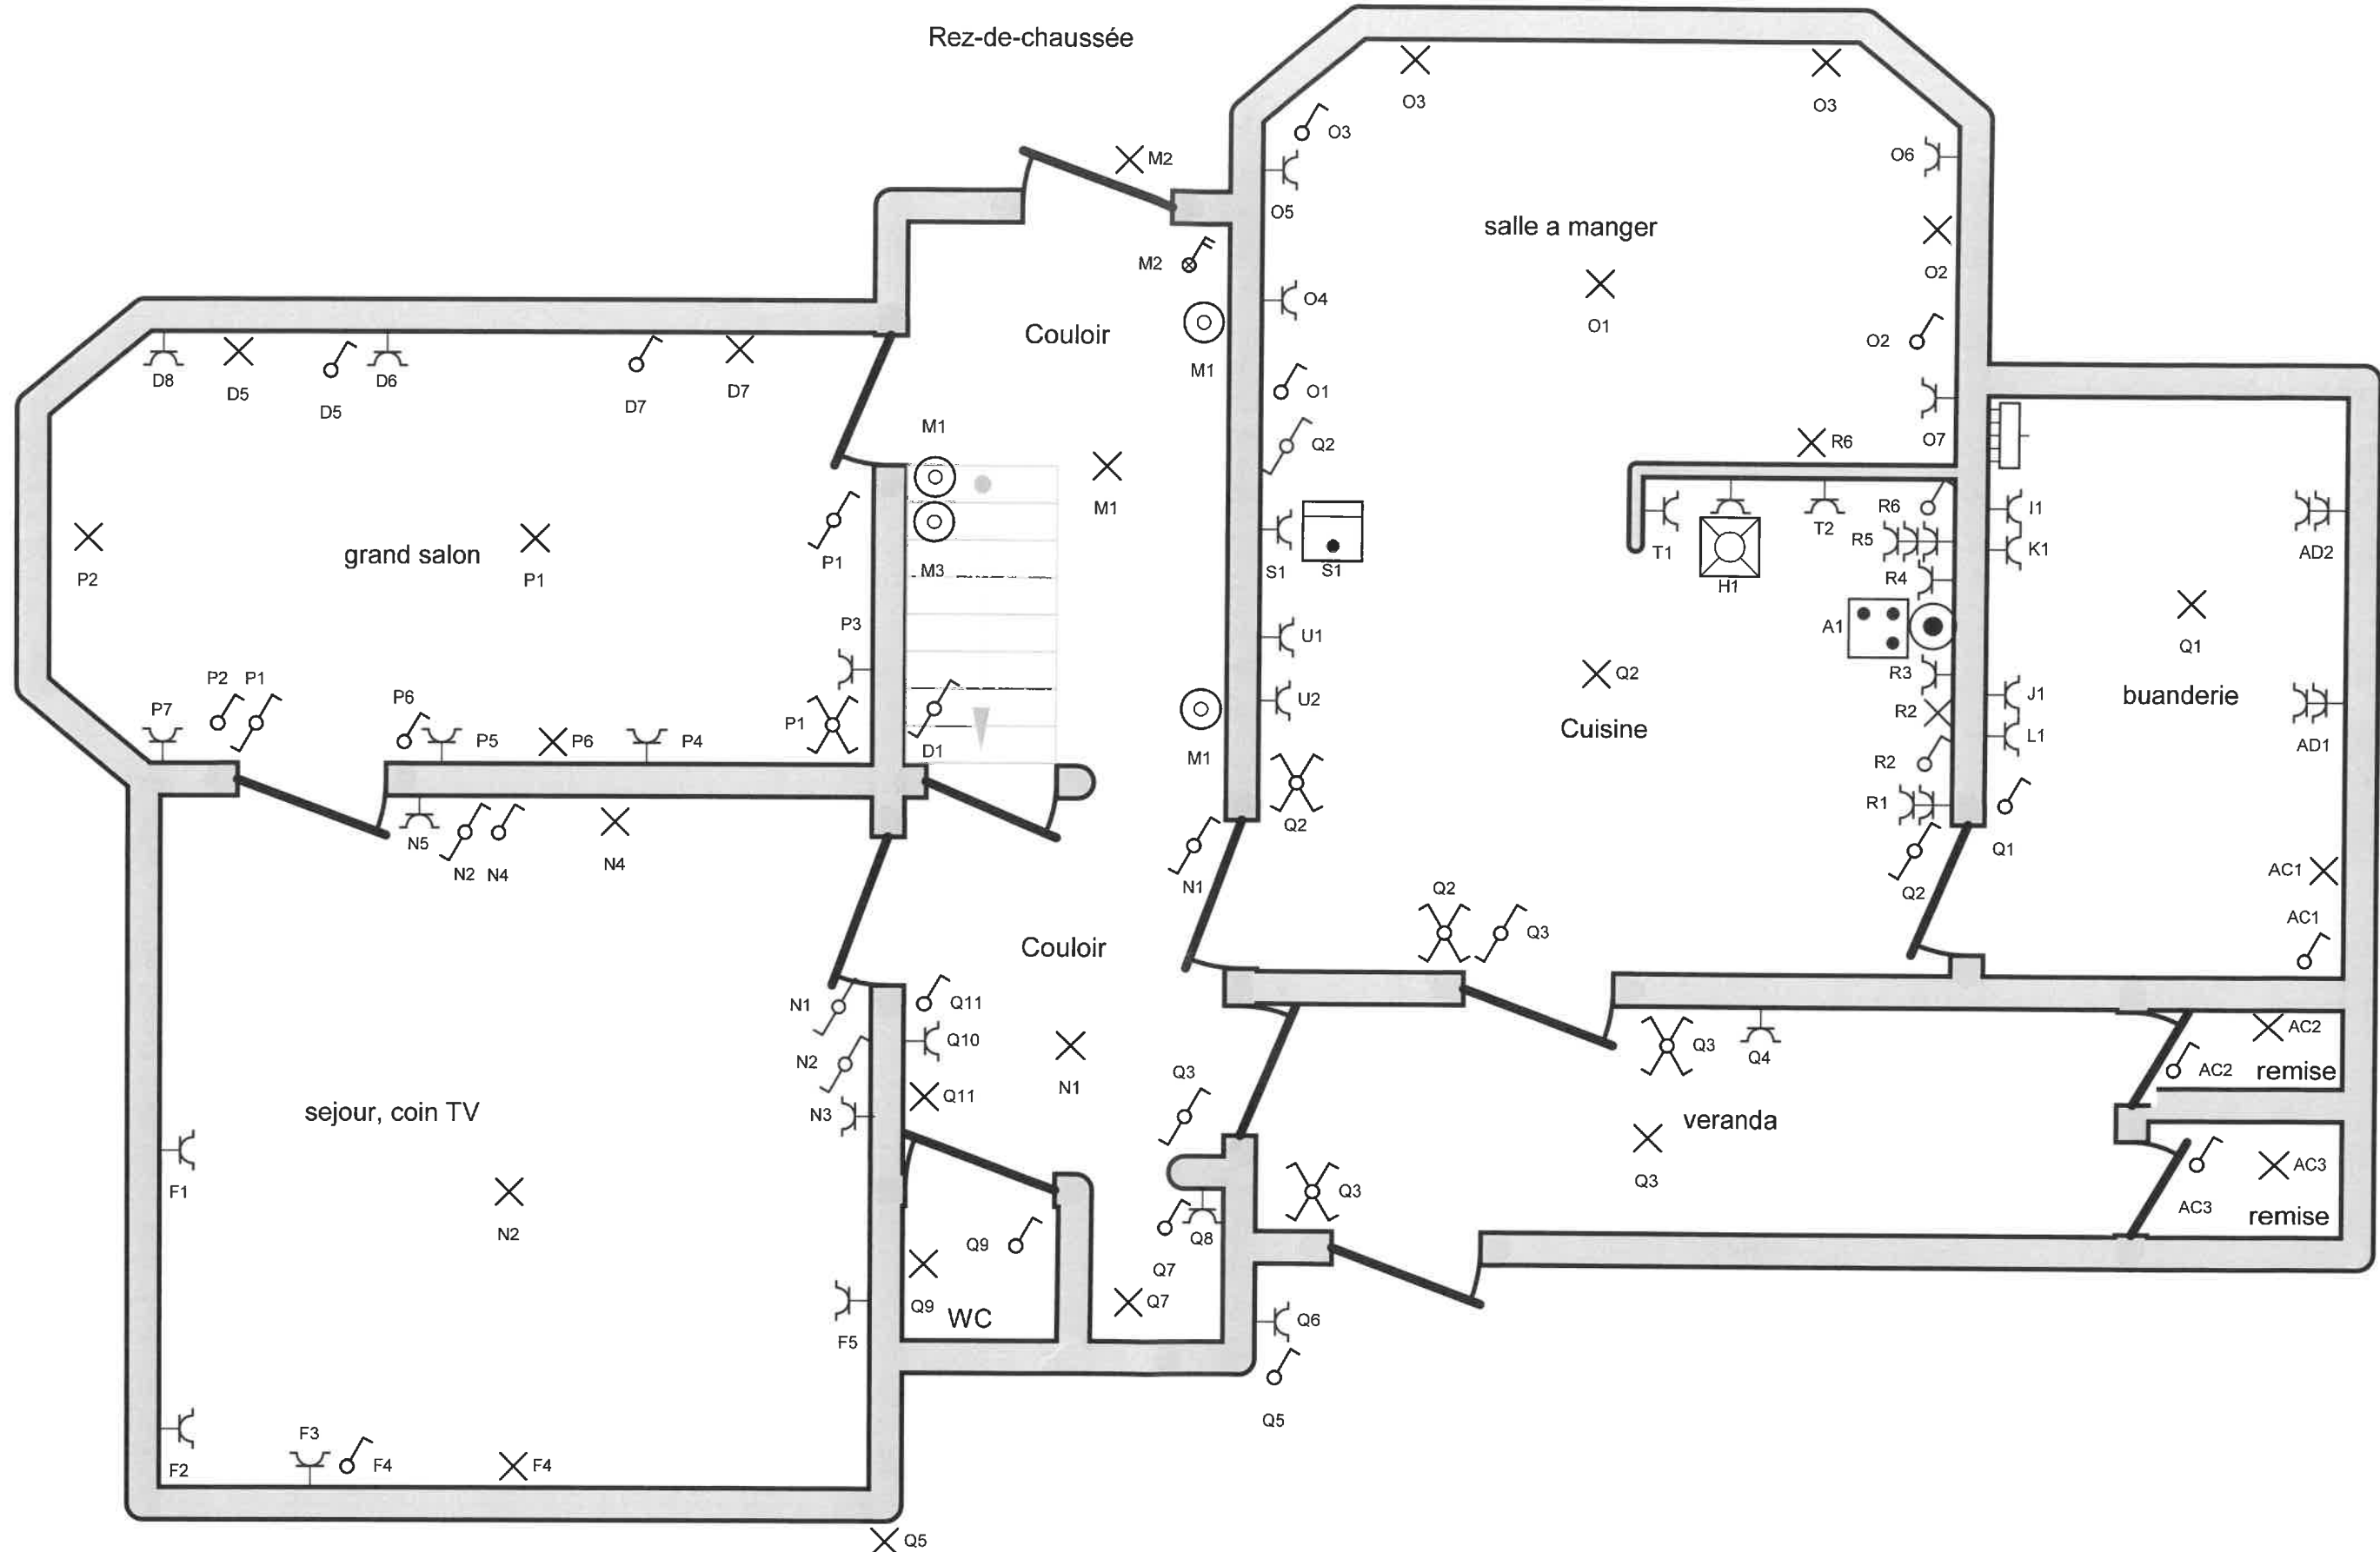 Rez-de-chaussée
O3
O3
O3
M2
O6
O5
salle a manger
M2
O2
O4
O1
Couloir
O2
M1
D8
D5
D5
D6
D7
D7
O1
M1
Q2
R6
O7
M1
P2
grand salon
P1
P1
M3
S1
S1
T1
H1
T2
R6
R5
R4
I1
K1
AD2
P3
U1
A1
Q1
R3
Q2
P2 P1
P6
U2
R2
J1
buanderie
P7
P5
P6
P4
P1
D1
M1
Cuisine
R2
L1
AD1
N5
N2 N4
N4
Q2
R1
Q1
N1
Q2
Q2
Q3
AC1
AC1
Couloir
N1
Q11
Q10
N2
N1
Q11
Q3
Q3
Q4
AC2
AC2 remise
sejour, coin TV
N3
veranda
F1
N2
Q3
Q3
AC3
AC3
remise
Q9
Q8
Q7
Q7
Q9
WC
F5
Q6
Q5
F3
F4
F4
F2
Q5